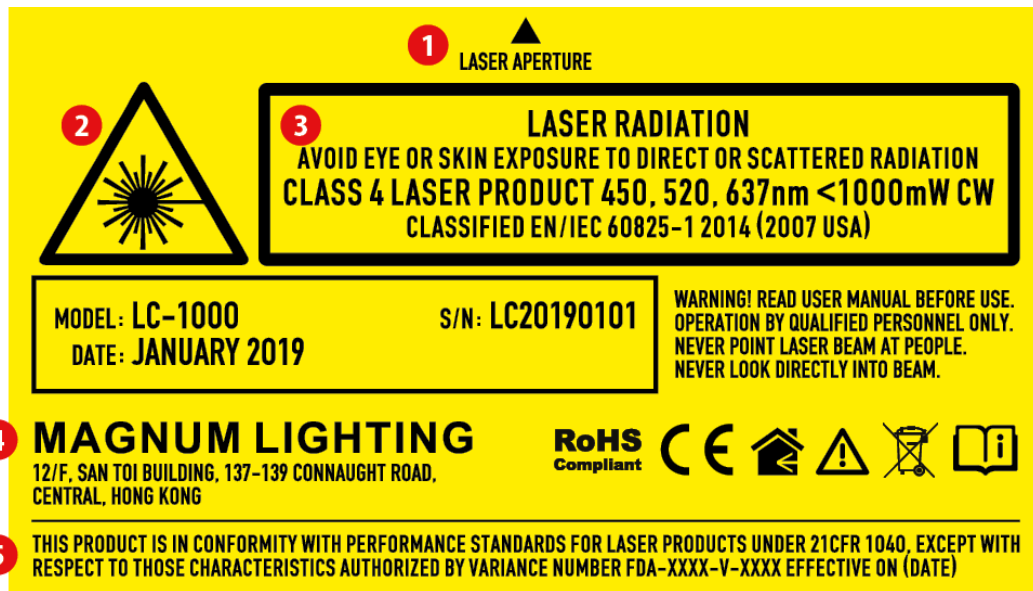 1
LASER APERTURE
2
3
LASER RADIATION
AVOID EYE OR SKIN EXPOSURE TO DIRECT OR SCATTERED RADIATION
CLASS 4 LASER PRODUCT 450, 520, 637nm <1000mW CW
CLASSIFIED EN/IEC 60825-1 2014 (2007 USA)
MODEL: LC-1000
S/N: LC20190101
DATE: JANUARY 2019
WARNING! READ USER MANUAL BEFORE USE.
OPERATION BY QUALIFIED PERSONNEL ONLY.
NEVER POINT LASER BEAM AT PEOPLE.
NEVER LOOK DIRECTLY INTO BEAM.
4
MAGNUM LIGHTING
12/F, SAN TOI BUILDING, 137-139 CONNAUGHT ROAD,
CENTRAL, HONG KONG
RoHS
Compliant
CE
5
THIS PRODUCT IS IN CONFORMITY WITH PERFORMANCE STANDARDS FOR LASER PRODUCTS UNDER 21CFR 1040, EXCEPT WITH
RESPECT TO THOSE CHARACTERISTICS AUTHORIZED BY VARIANCE NUMBER FDA-XXXX-V-XXXX EFFECTIVE ON (DATE)